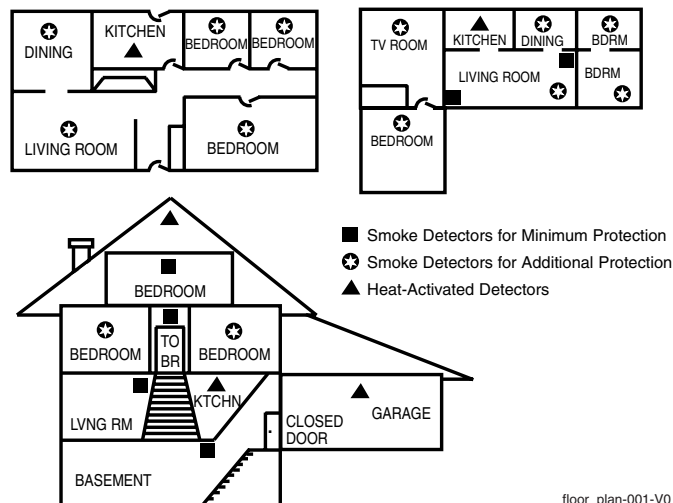 DINING
KITCHEN
BEDROOM
BEDROOM
LIVING ROOM
BEDROOM
TV ROOM
KITCHEN
DINING
BDRM
LIVING ROOM
BDRM
BEDROOM
Smoke Detectors for Minimum Protection
Smoke Detectors for Additional Protection
Heat-Activated Detectors
BEDROOM
BEDROOM
TO
BR
BEDROOM
LVNG RM
KTCHN
CLOSED
DOOR
GARAGE
BASEMENT
floor_plan-001-V0